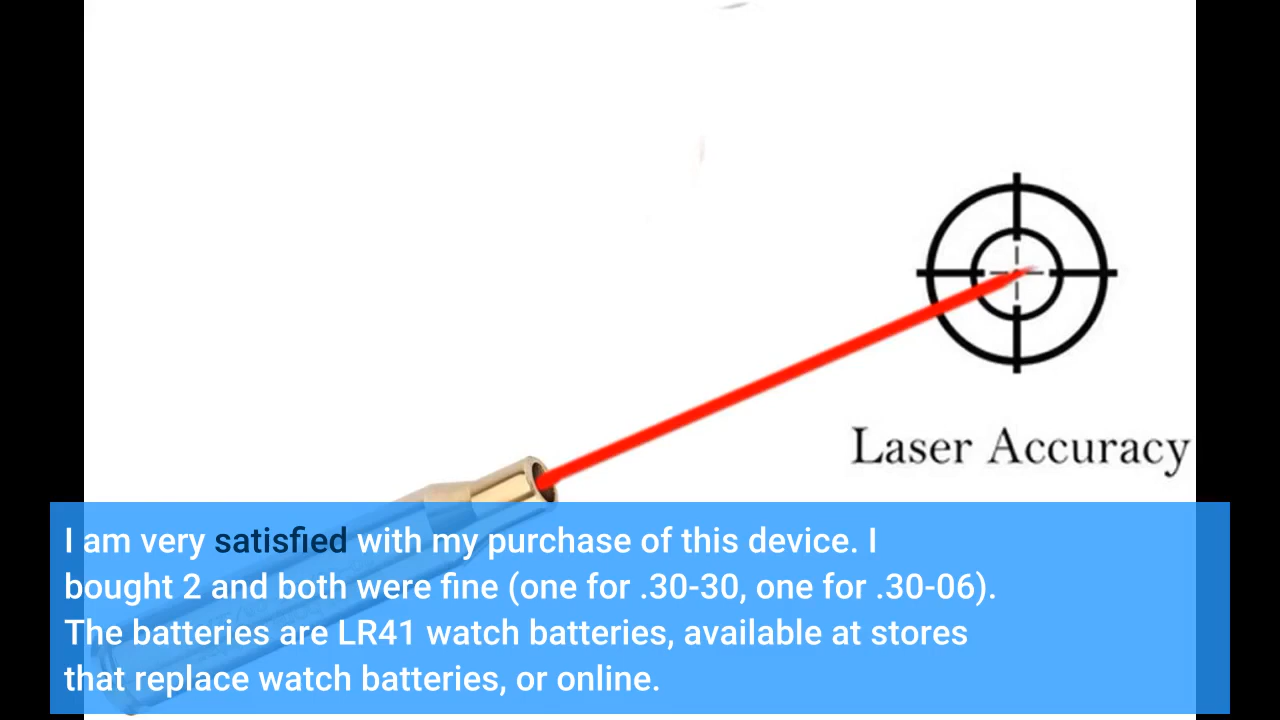 Laser Accuracy
I am very satisfied with my purchase of this device. I
bought 2 and both were fine (one for .30-30, one for .30-06).
The batteries are LR41 watch batteries, available at stores
that replace watch batteries, or online.